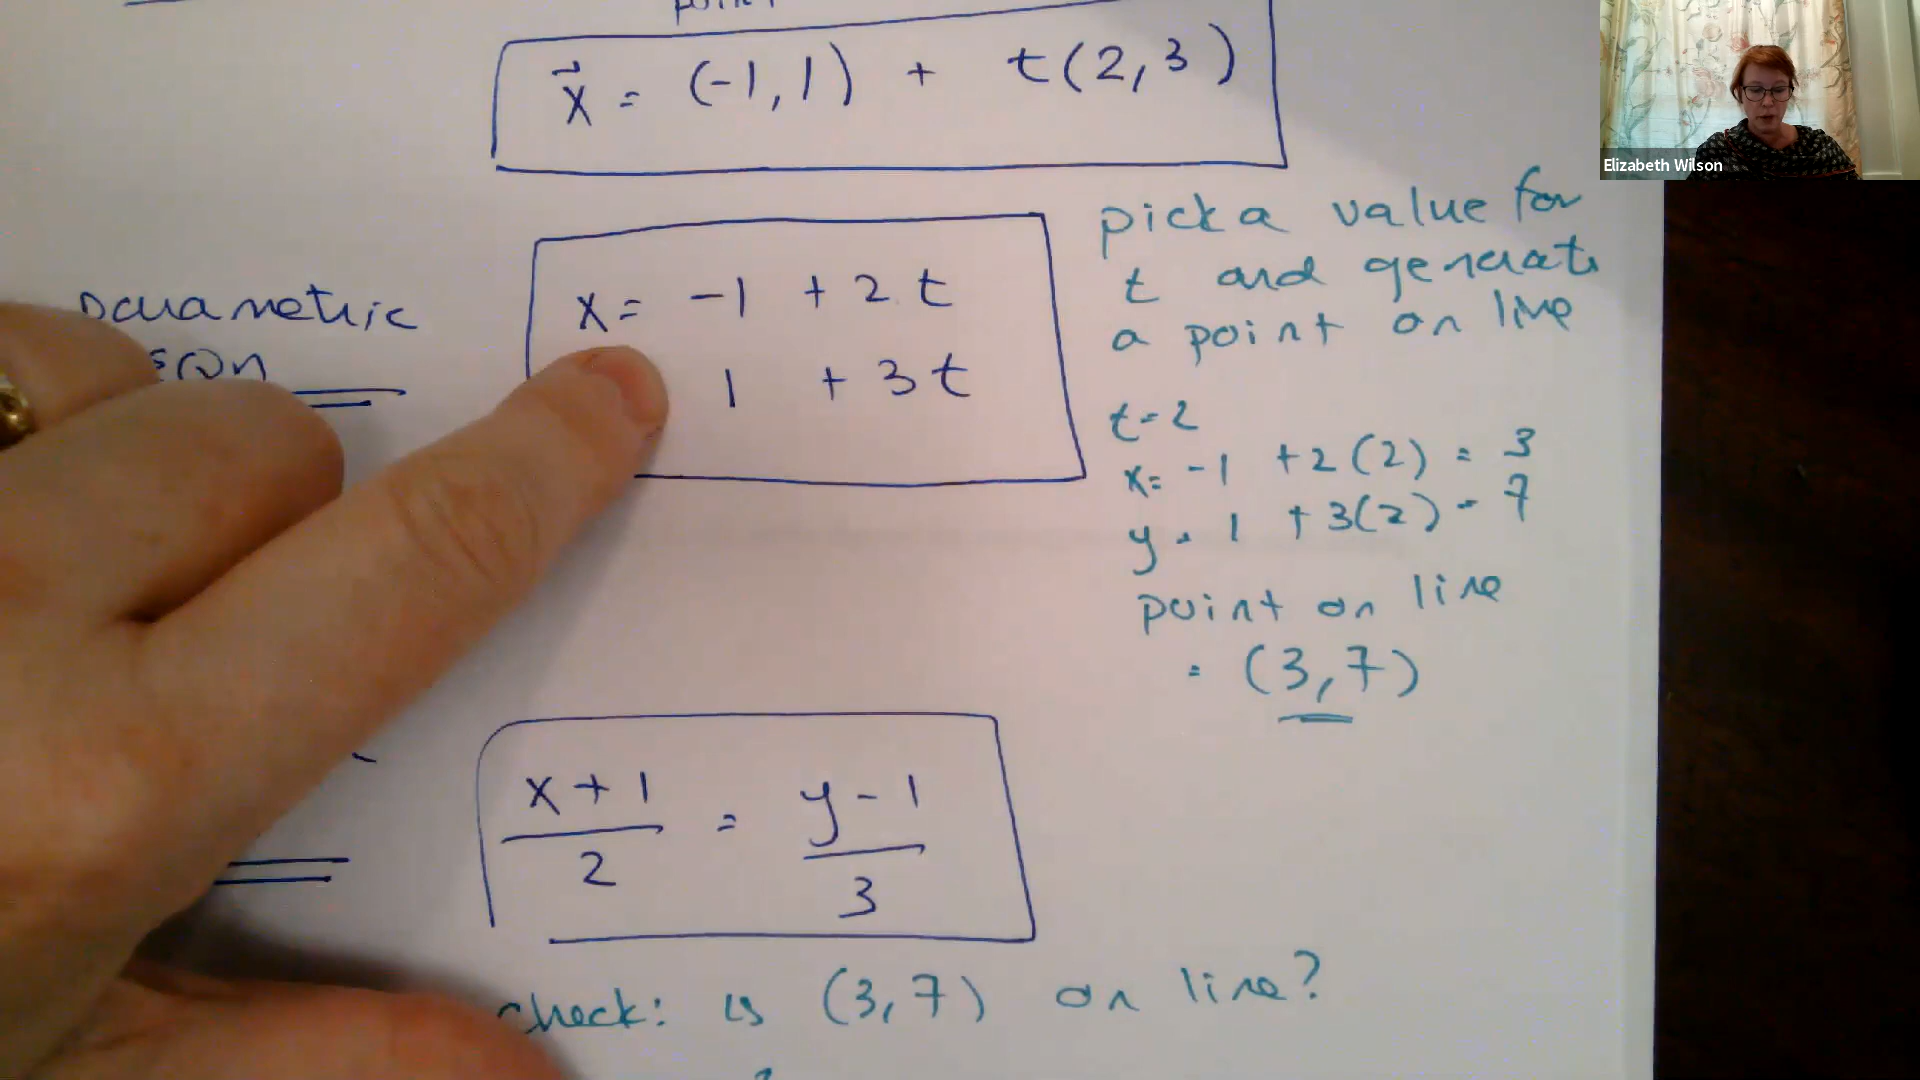 point
x⃗ = (-1, 1) + t(2, 3)
Elizabeth Wilson
pick a value for
t and generate
a point on line
parametric
x = -1 + 2t
1 + 3t
t = 2
x = -1 + 2(2) = 3
y = 1 + 3(2) = 7
point on line
= (3, 7)
x + 1 / 2 = y - 1 / 3
check: is (3, 7) on line?